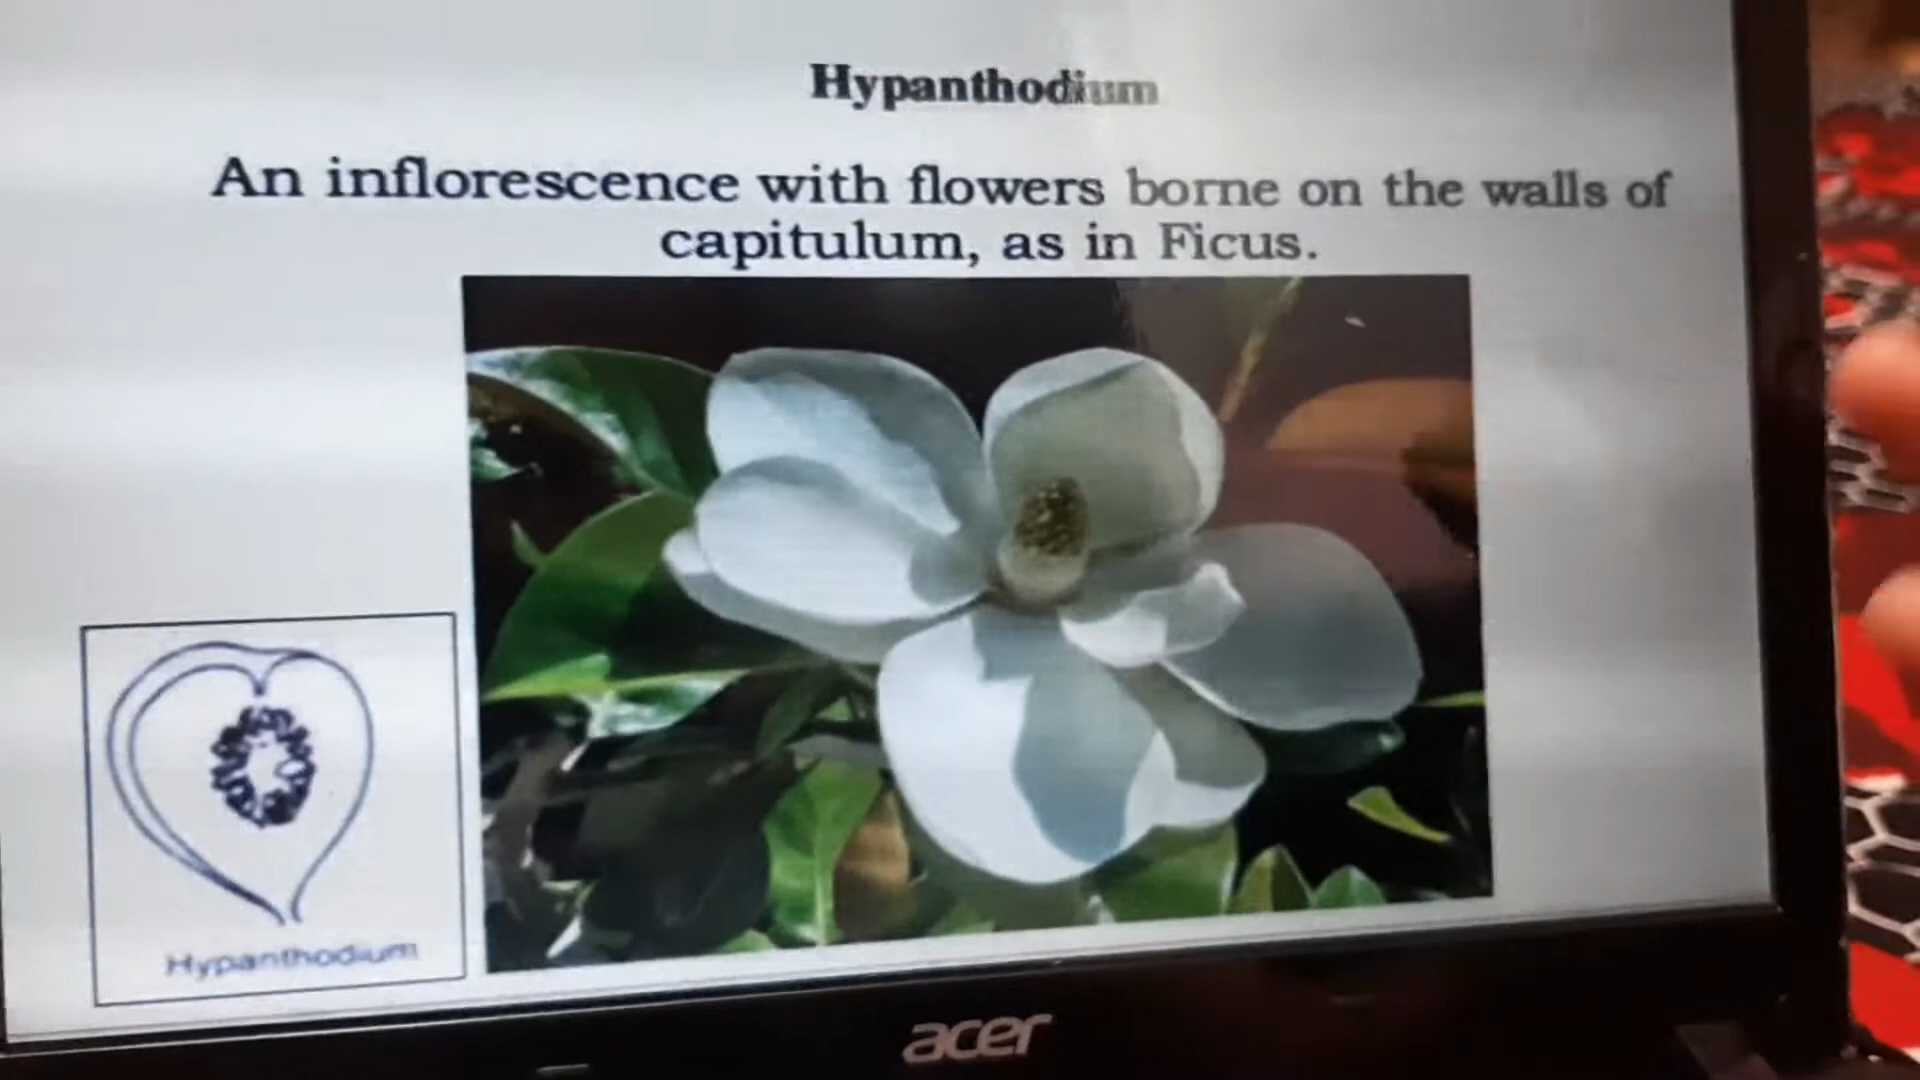 Hypanthodium
An inflorescence with flowers borne on the walls of
capitulum, as in Ficus.
Hypanthodium
acer